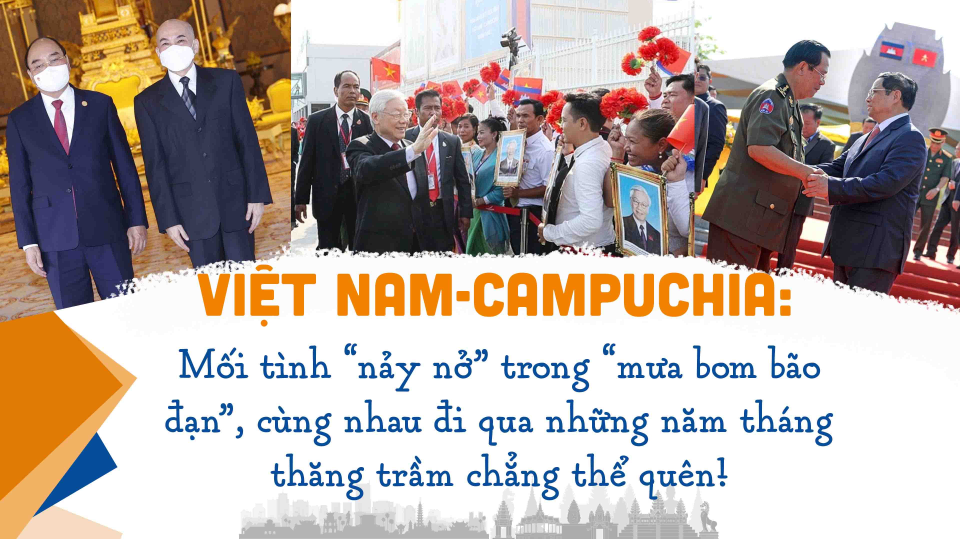 VIỆT NAM-CAMPUCHIA:
Mối tình “nảy nở” trong “mưa bom bão
đạn”, cùng nhau đi qua những năm tháng
thăng trầm chẳng thể quên!